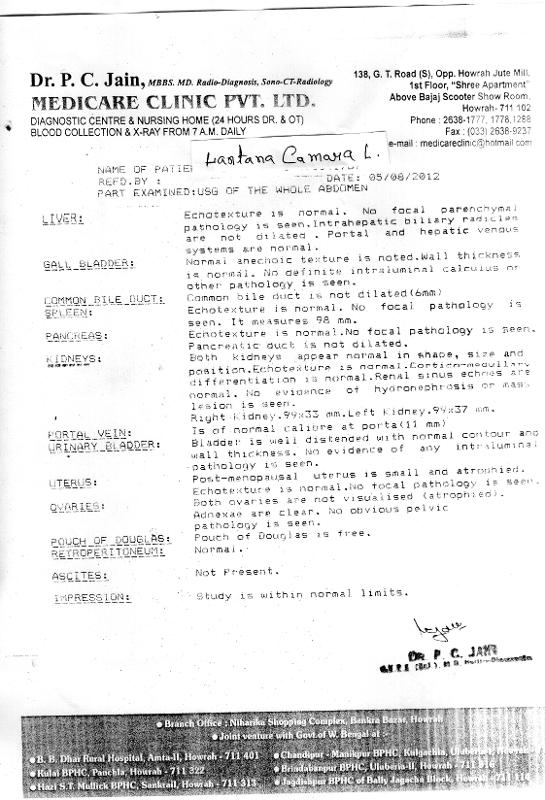 Dr. P. C. Jain, MBBS. MD. Radio-Diagnosis, Sono-CT-Radiology
MEDICARE CLINIC PVT. LTD.
DIAGNOSTIC CENTRE & NURSING HOME (24 HOURS DR. & OT)
BLOOD COLLECTION & X-RAY FROM 7 A.M. DAILY
138, G. T. Road (S), Opp. Howrah Jute Mill,
1st Floor, "Shree Apartment"
Above Bajaj Scooter Show Room,
Howrah- 711 102
Phone : 2638-1777, 1778,1288
Fax : (033) 2638-9237
e-mail : medicareclinic@hotmail.com
Lantana Camara L.
NAME OF PATIE
REFD.BY : DATE: 05/08/2012
PART EXAMINED:USG OF THE WHOLE ABDOMEN
LIVER: Echotexture is normal. No focal parenchymal
pathology is seen.Intrahepatic biliary radicles
are not dilated . Portal and hepatic venous
systems are normal.
GALL BLADDER: Normal anechoic texture is noted.Wall thickness
is normal. No definite intraluminal calculus or
other pathology is seen.
COMMON BILE DUCT: Common bile duct is not dilated(6mm)
SPLEEN: Echotexture is normal. No focal pathology is
seen. It measures 98 mm.
PANCREAS: Echotexture is normal.No focal pathology is seen.
Pancreatic duct is not dilated.
KIDNEYS: Both kidneys appear normal in shape, size and
position.Echotexture is normal.Cortico-medullary
differentiation is normal.Renal sinus echoes are
normal. No evidence of hydronephrosis or mass
lesion is seen.
Right Kidney.99x33 mm.Left Kidney.99x37 mm.
PORTAL VEIN: Is of normal calibre at porta(11 mm)
URINARY BLADDER: Bladder is well distended with normal contour and
wall thickness. No evidence of any intraluminal
pathology is seen.
UTERUS: Post-menopausal uterus is small and atrophied.
Echotexture is normal.No focal pathology is seen.
OVARIES: Both ovaries are not visualised (atrophied).
Adnexae are clear. No obvious pelvic
pathology is seen.
POUCH OF DOUGLAS: Pouch of Douglas is free.
RETROPERITONEUM: Normal.
ASCITES: Not Present.
IMPRESSION: Study is within normal limits.
DR. P. C. JAIN
● Branch Office : Niharika Shopping Complex, Benkra Bazar, Howrah
● Joint venture with Govt.of W. Bengal at :-
● B. B. Dhar Rural Hospital, Amta-II, Howrah - 711 401
● Chandipur - Manikpur BPHC, Kulgachia,
● Kulai BPHC, Panchla, Howrah - 711 322
● Brindabanpur BPHC, Uluberia-II, Howrah - 711 316
● Hazi S.T. Mullick BPHC, Sankrail, Howrah - 711 313
● Jagdishpur BPHC of Bally Jagacha Block, Howrah - 711 114